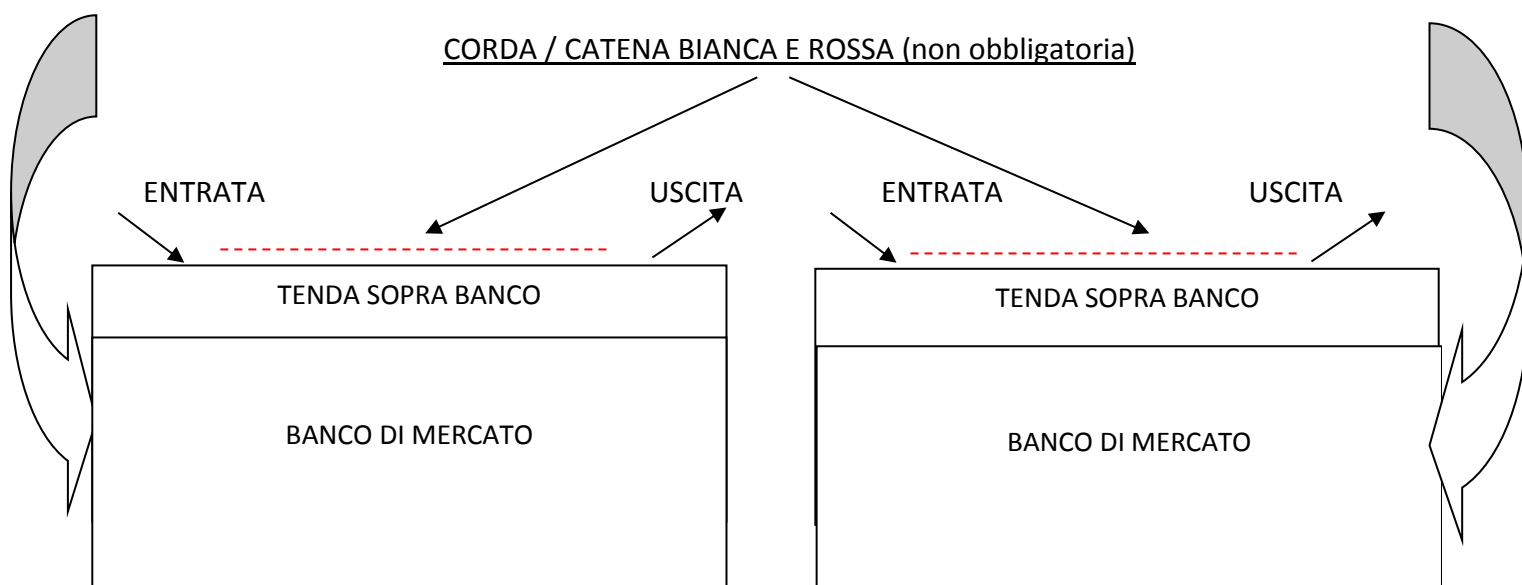 CORDA / CATENA BIANCA E ROSSA (non obbligatoria)
ENTRATA
USCITA
ENTRATA
USCITA
TENDA SOPRA BANCO
TENDA SOPRA BANCO
BANCO DI MERCATO
BANCO DI MERCATO